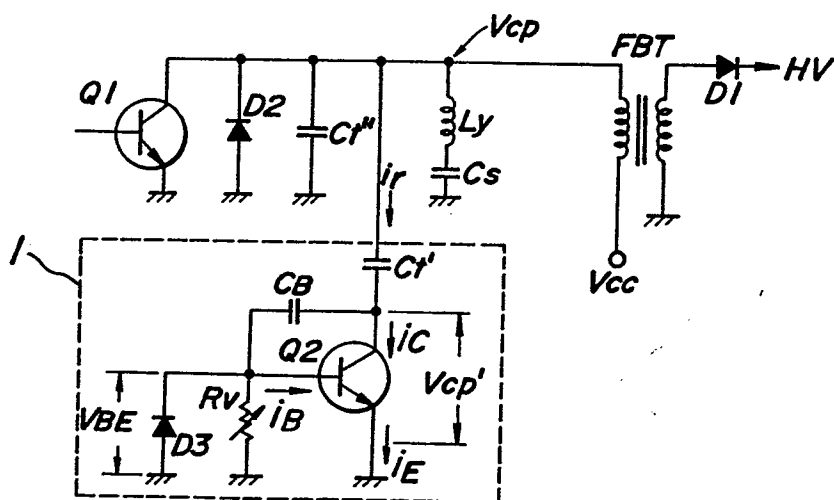 Vcp
FBT
HV
D1
Q1
D2
Ct"
Ly
Cs
ir
Vcc
1
Ct'
CB
Q2
iC
Vcp'
VBE
D3
Rv
iB
iE